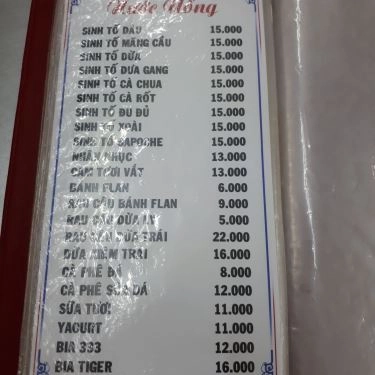 Nước Uống
SINH TỐ DÂU 15.000
SINH TỐ MÃNG CẦU 15.000
SINH TỐ DỪA 15.000
SINH TỐ DƯA GANG 15.000
SINH TỐ CÀ CHUA 15.000
SINH TỐ CÀ RỐT 15.000
SINH TỐ ĐU ĐỦ 15.000
SINH TỐ XOÀI 15.000
SINH TỐ SAPOCHE 15.000
NHÃN NHỤC 13.000
CAM TƯƠI VẮT 13.000
BÁNH FLAN 6.000
RAU CÂU BÁNH FLAN 9.000
RAU CÂU DỪA LY 5.000
RAU CÂU DỪA TRÁI 22.000
DỪA XIÊM TRÁI 16.000
CÀ PHÊ ĐÁ 8.000
CÀ PHÊ SỮA ĐÁ 12.000
SỮA TƯƠI 11.000
YAOURT 11.000
BIA 333 12.000
BIA TIGER 16.000